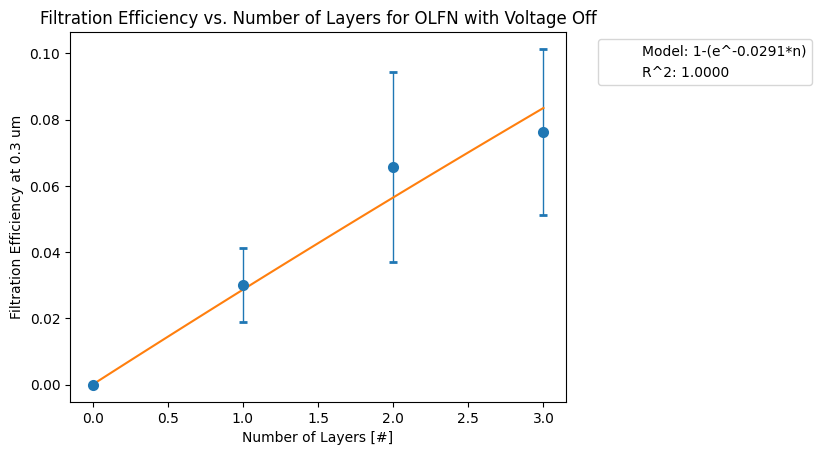 Filtration Efficiency vs. Number of Layers for OLFN with Voltage Off
Model: 1-(e^-0.0291*n)
R^2: 1.0000
Filtration Efficiency at 0.3 um
0.10
0.08
0.06
0.04
0.02
0.00
0.0 0.5 1.0 1.5 2.0 2.5 3.0
Number of Layers [#]